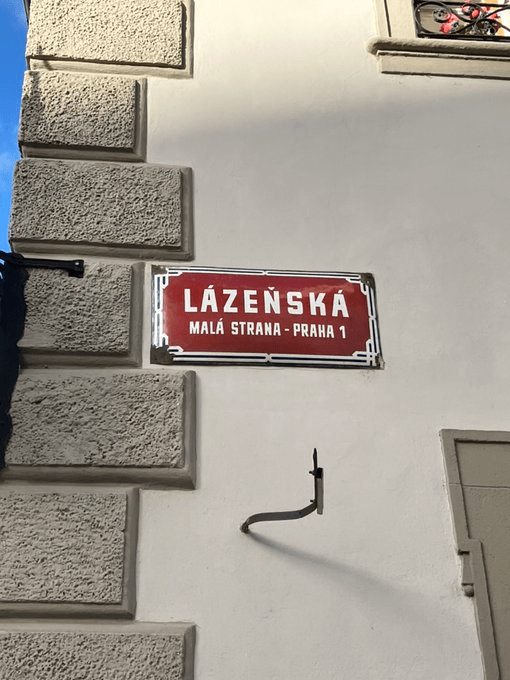 LÁZEŇSKÁ
MALÁ STRANA - PRAHA 1